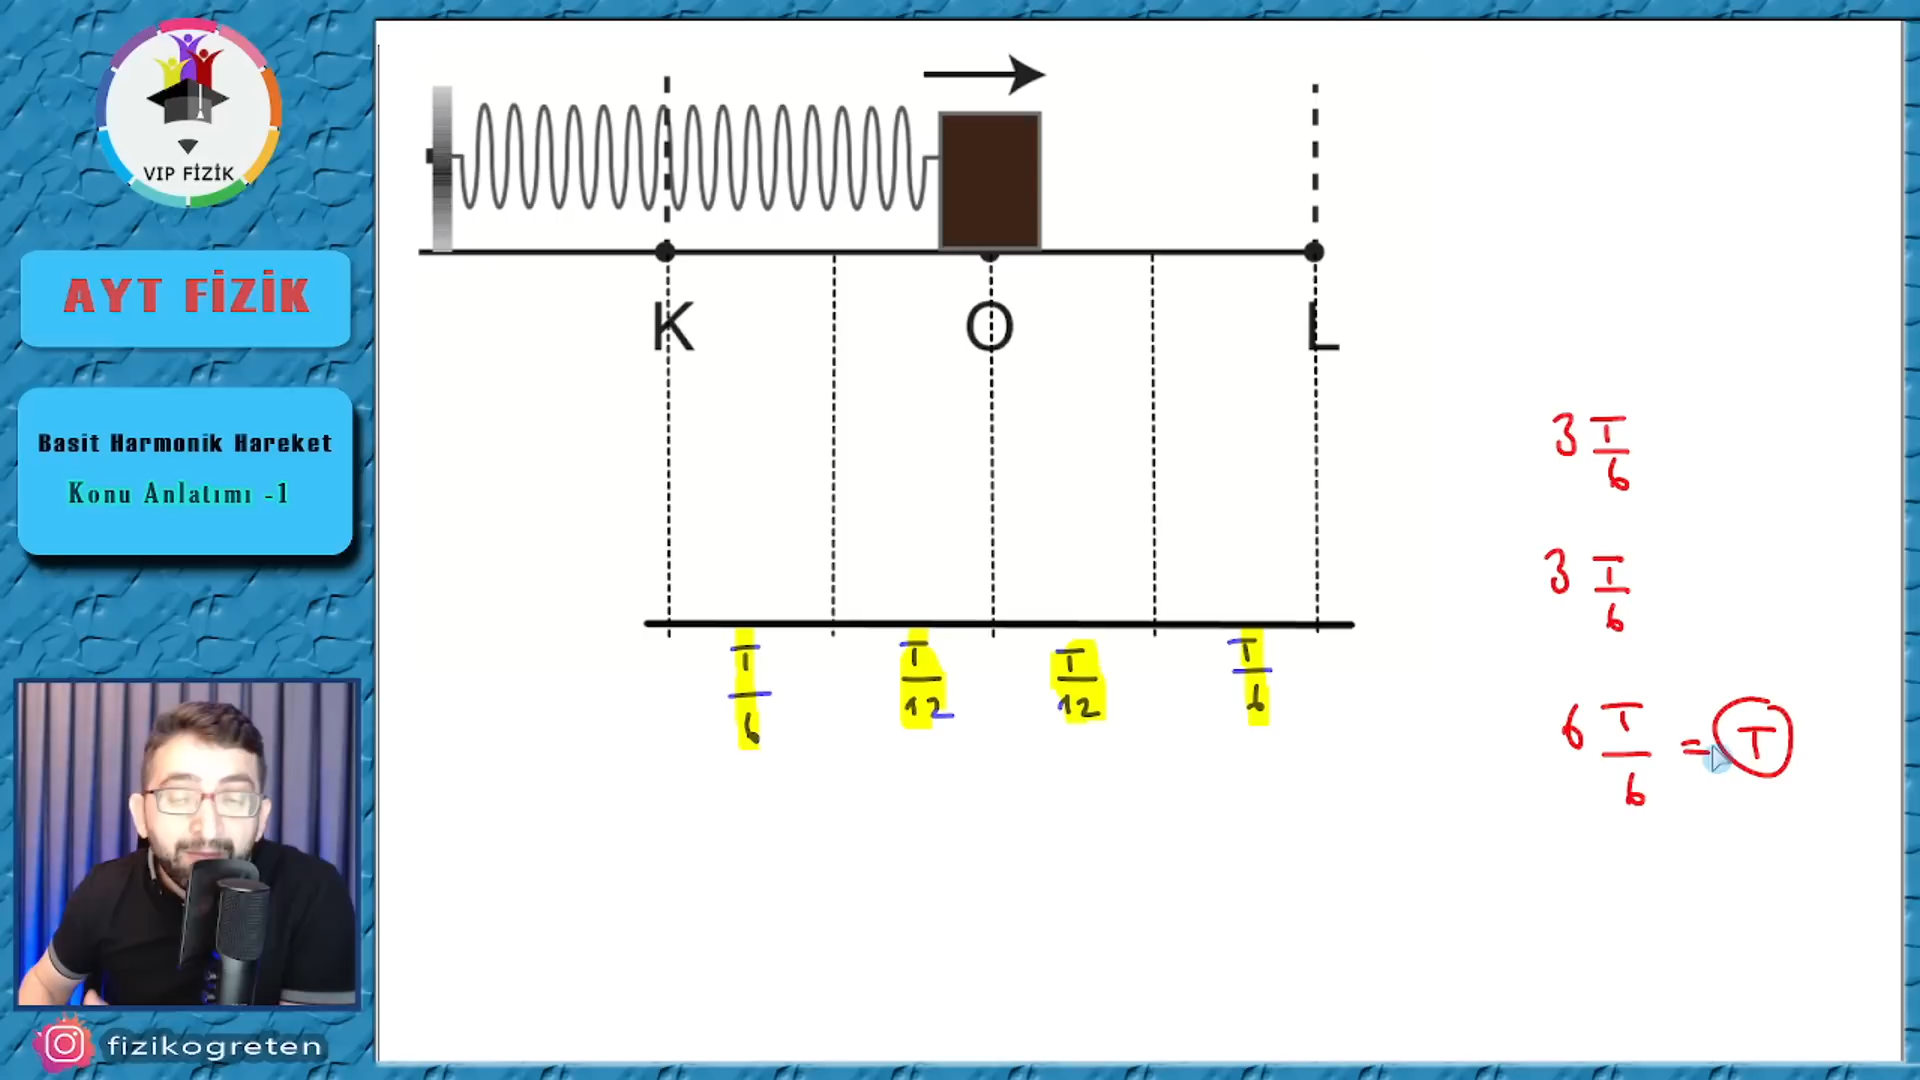 VIP FİZİK
AYT FİZİK
Basit Harmonik Hareket
Konu Anlatımı -1
fizikogreten
K O L
T/6 T/12 T/12 T/6
3 T/6
3 T/6
6 T/6 = T